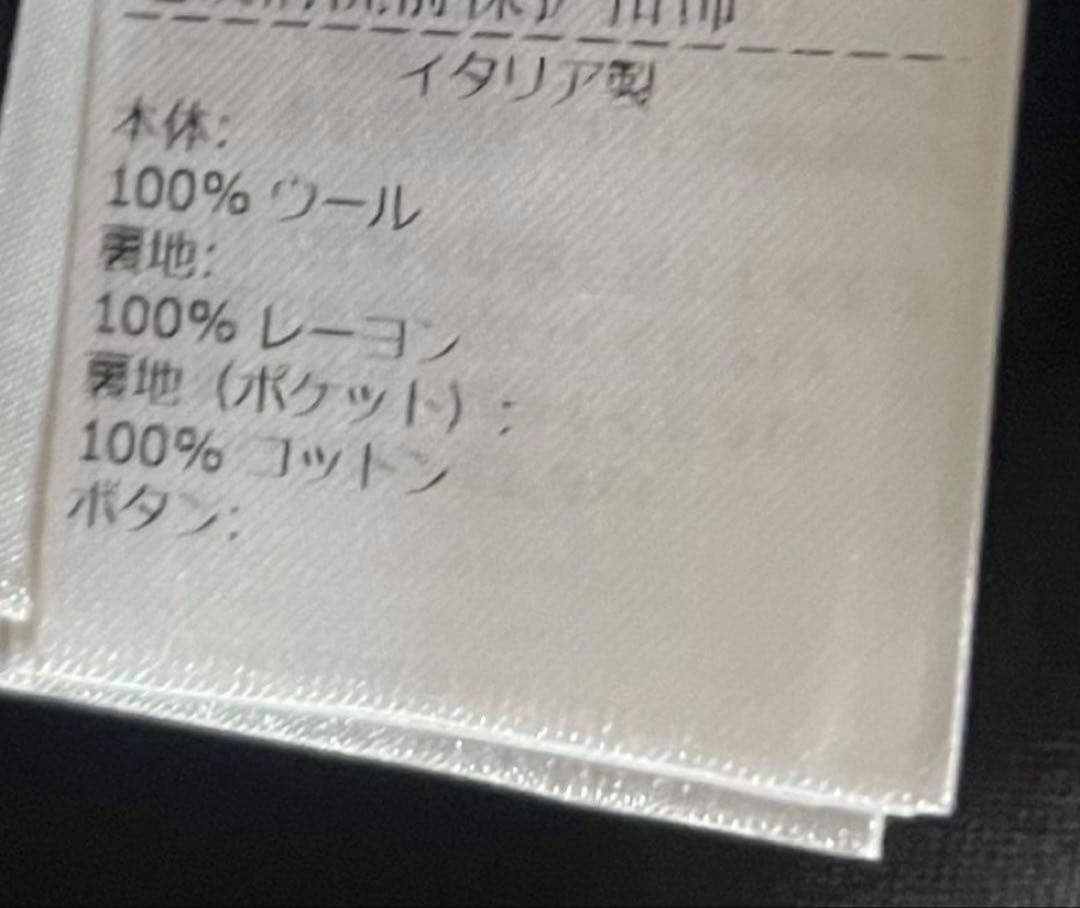 イタリア製
本体:
100% ウール
裏地:
100% レーヨン
裏地 (ポケット) :
100% コットン
ボタン: